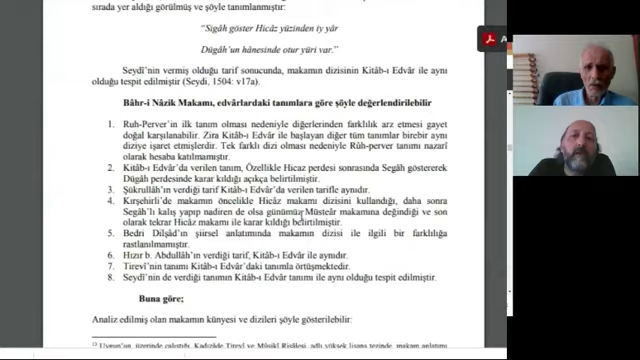 sırada yer aldığı görülmüş ve şöyle tanımlanmıştır:
“Sigâh göster Hicâz yüzinden iy yâr
Dügâh'un hânesinde otur yüri var.”
Seydî'nin vermiş olduğu tarif sonucunda, makamın dizisinin Kitâb-ı Edvâr ile aynı
olduğu tespit edilmiştir (Seydi, 1504: v17a).
Bâhr-i Nâzik Makamı, edvârlardaki tanımlara göre şöyle değerlendirilebilir
1. Ruh-Perver'in ilk tanım olması nedeniyle diğerlerinden farklılık arz etmesi gayet
doğal karşılanabilir. Zira Kitâb-ı Edvâr ile başlayan diğer tüm tanımlar birebir aynı
diziye işaret etmişlerdir. Tek farklı dizi olması nedeniyle Rûh-perver tanımı nazarî
olarak hesaba katılmamıştır.
2. Kitâb-ı Edvâr'da verilen tanım, Özellikle Hicaz perdesi sonrasında Segâh göstererek
Dügâh perdesinde karar kılındığı açıkça belirtilmiştir.
3. Şükrullâh'ın verdiği tarif Kitâb-ı Edvâr'da verilen tarifle aynıdır.
4. Kırşehirli'de makamın öncelikle Hicâz makamı dizisini kullandığı, daha sonra
Segâh'lı kalış yapıp nadiren de olsa günümüz Müsteâr makamına değindiği ve son
olarak tekrar Hicâz makamı ile karar kıldığı belirtilmiştir.
5. Bedri Dilşâd'ın şiirsel anlatımında makamın dizisi ile ilgili bir farklılığa
rastlanılmamıştır.
6. Hızır b. Abdullâh'ın verdiği tarif, Kitâb-ı Edvâr ile aynıdır.
7. Tirevî'nin tanımı Kitâb-ı Edvâr'daki tanımla örtüşmektedir.
8. Seydî'nin de verdiği tanımın Kitâb-ı Edvâr tanımı ile aynı olduğu tespit edilmiştir.
Buna göre;
Analiz edilmiş olan makamın künyesi ve dizileri şöyle gösterilebilir: